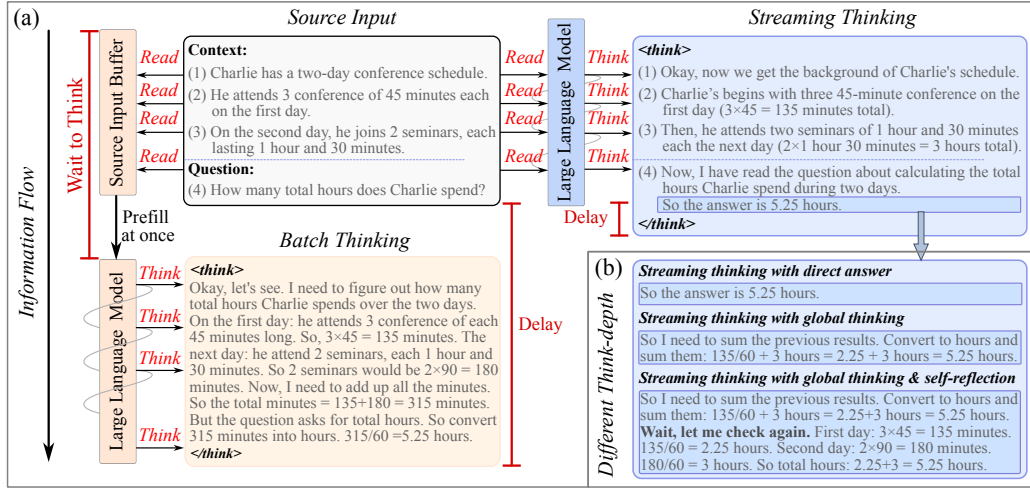 (a)
Source Input
Streaming Thinking
Information Flow
Wait to Think
Source Input Buffer
Read
Read
Read
Read
Context:
(1) Charlie has a two-day conference schedule.
(2) He attends 3 conference of 45 minutes each
on the first day.
(3) On the second day, he joins 2 seminars, each
lasting 1 hour and 30 minutes.
Question:
(4) How many total hours does Charlie spend?
Read
Read
Read
Read
Large Language Model
Think
Think
Think
Think
Delay
<think>
(1) Okay, now we get the background of Charlie's schedule.
(2) Charlie's begins with three 45-minute conference on the
first day (3×45 = 135 minutes total).
(3) Then, he attends two seminars of 1 hour and 30 minutes
each the next day (2×1 hour 30 minutes = 3 hours total).
(4) Now, I have read the question about calculating the total
hours Charlie spend during two days.
So the answer is 5.25 hours.
</think>
Prefill
at once
Batch Thinking
Large Language Model
Think
Think
Think
Think
<think>
Okay, let's see. I need to figure out how many
total hours Charlie spends over the two days.
On the first day: he attends 3 conference of each
45 minutes long. So, 3×45 = 135 minutes. The
next day: he attend 2 seminars, each 1 hour and
30 minutes. So 2 seminars would be 2×90 = 180
minutes. Now, I need to add up all the minutes.
So the total minutes = 135+180 = 315 minutes.
But the question asks for total hours. So convert
315 minutes into hours. 315/60 =5.25 hours.
</think>
Delay
(b)
Different Think-depth
Streaming thinking with direct answer
So the answer is 5.25 hours.
Streaming thinking with global thinking
So I need to sum the previous results. Convert to hours and
sum them: 135/60 + 3 hours = 2.25 + 3 hours = 5.25 hours.
Streaming thinking with global thinking & self-reflection
So I need to sum the previous results. Convert to hours and
sum them: 135/60 + 3 hours = 2.25+3 hours = 5.25 hours.
Wait, let me check again. First day: 3×45 = 135 minutes.
135/60 = 2.25 hours. Second day: 2×90 = 180 minutes.
180/60 = 3 hours. So total hours: 2.25+3 = 5.25 hours.